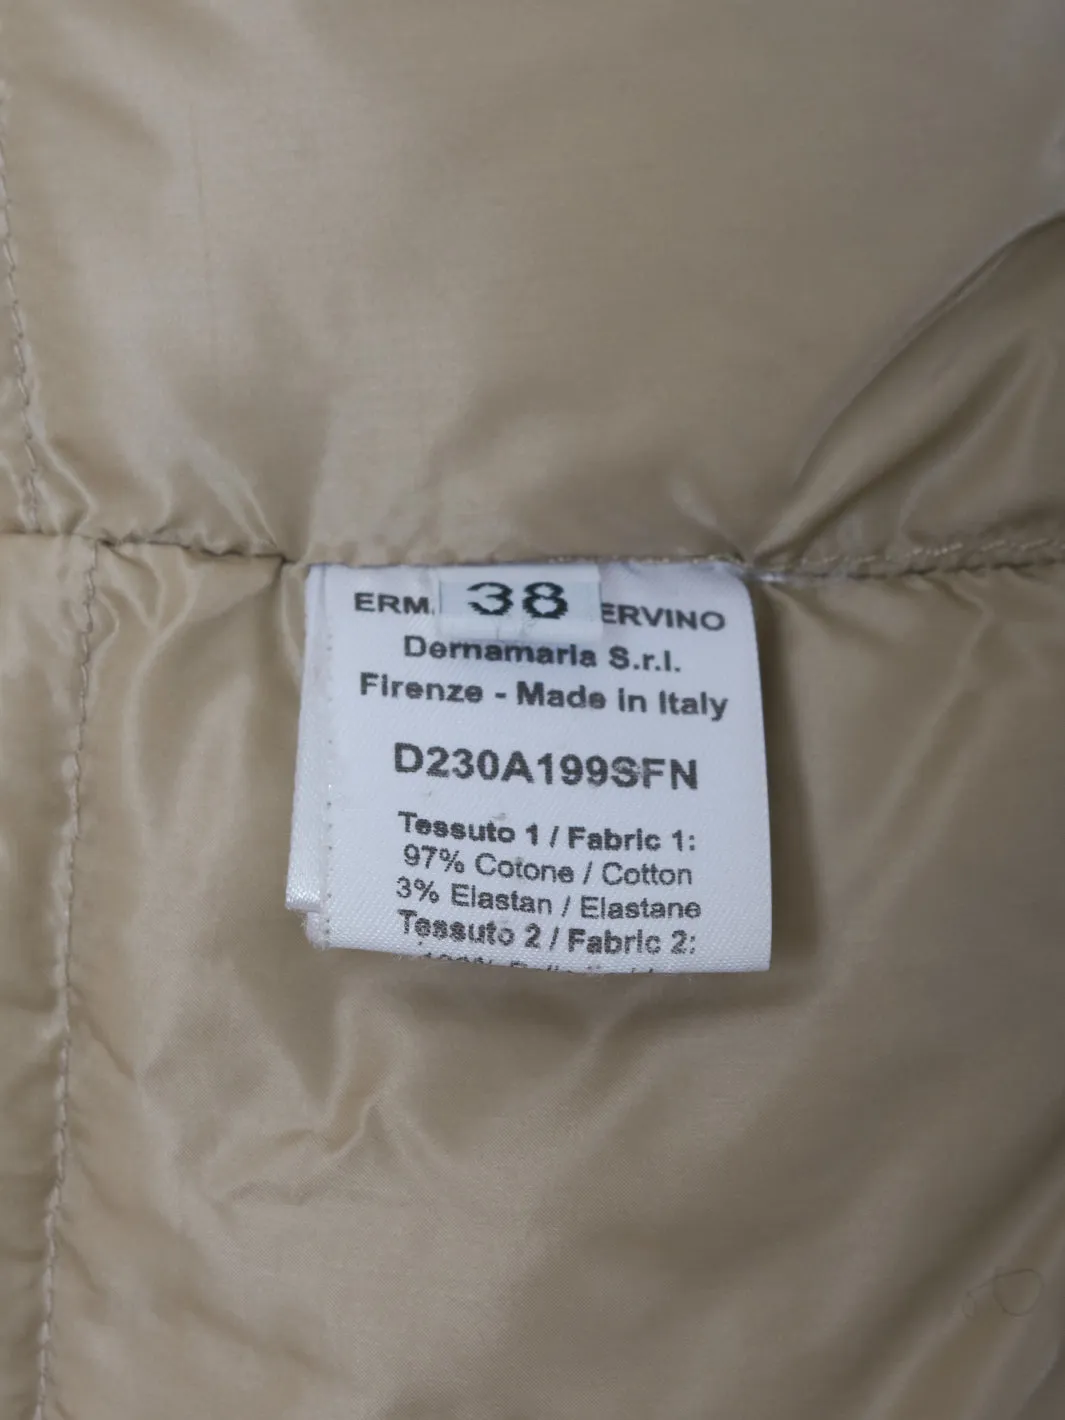 38
ERM ERVINO
Dernamaria S.r.l.
Firenze - Made in Italy
D230A199SFN
Tessuto 1 / Fabric 1:
97% Cotone / Cotton
3% Elastan / Elastane
Tessuto 2 / Fabric 2:
100%